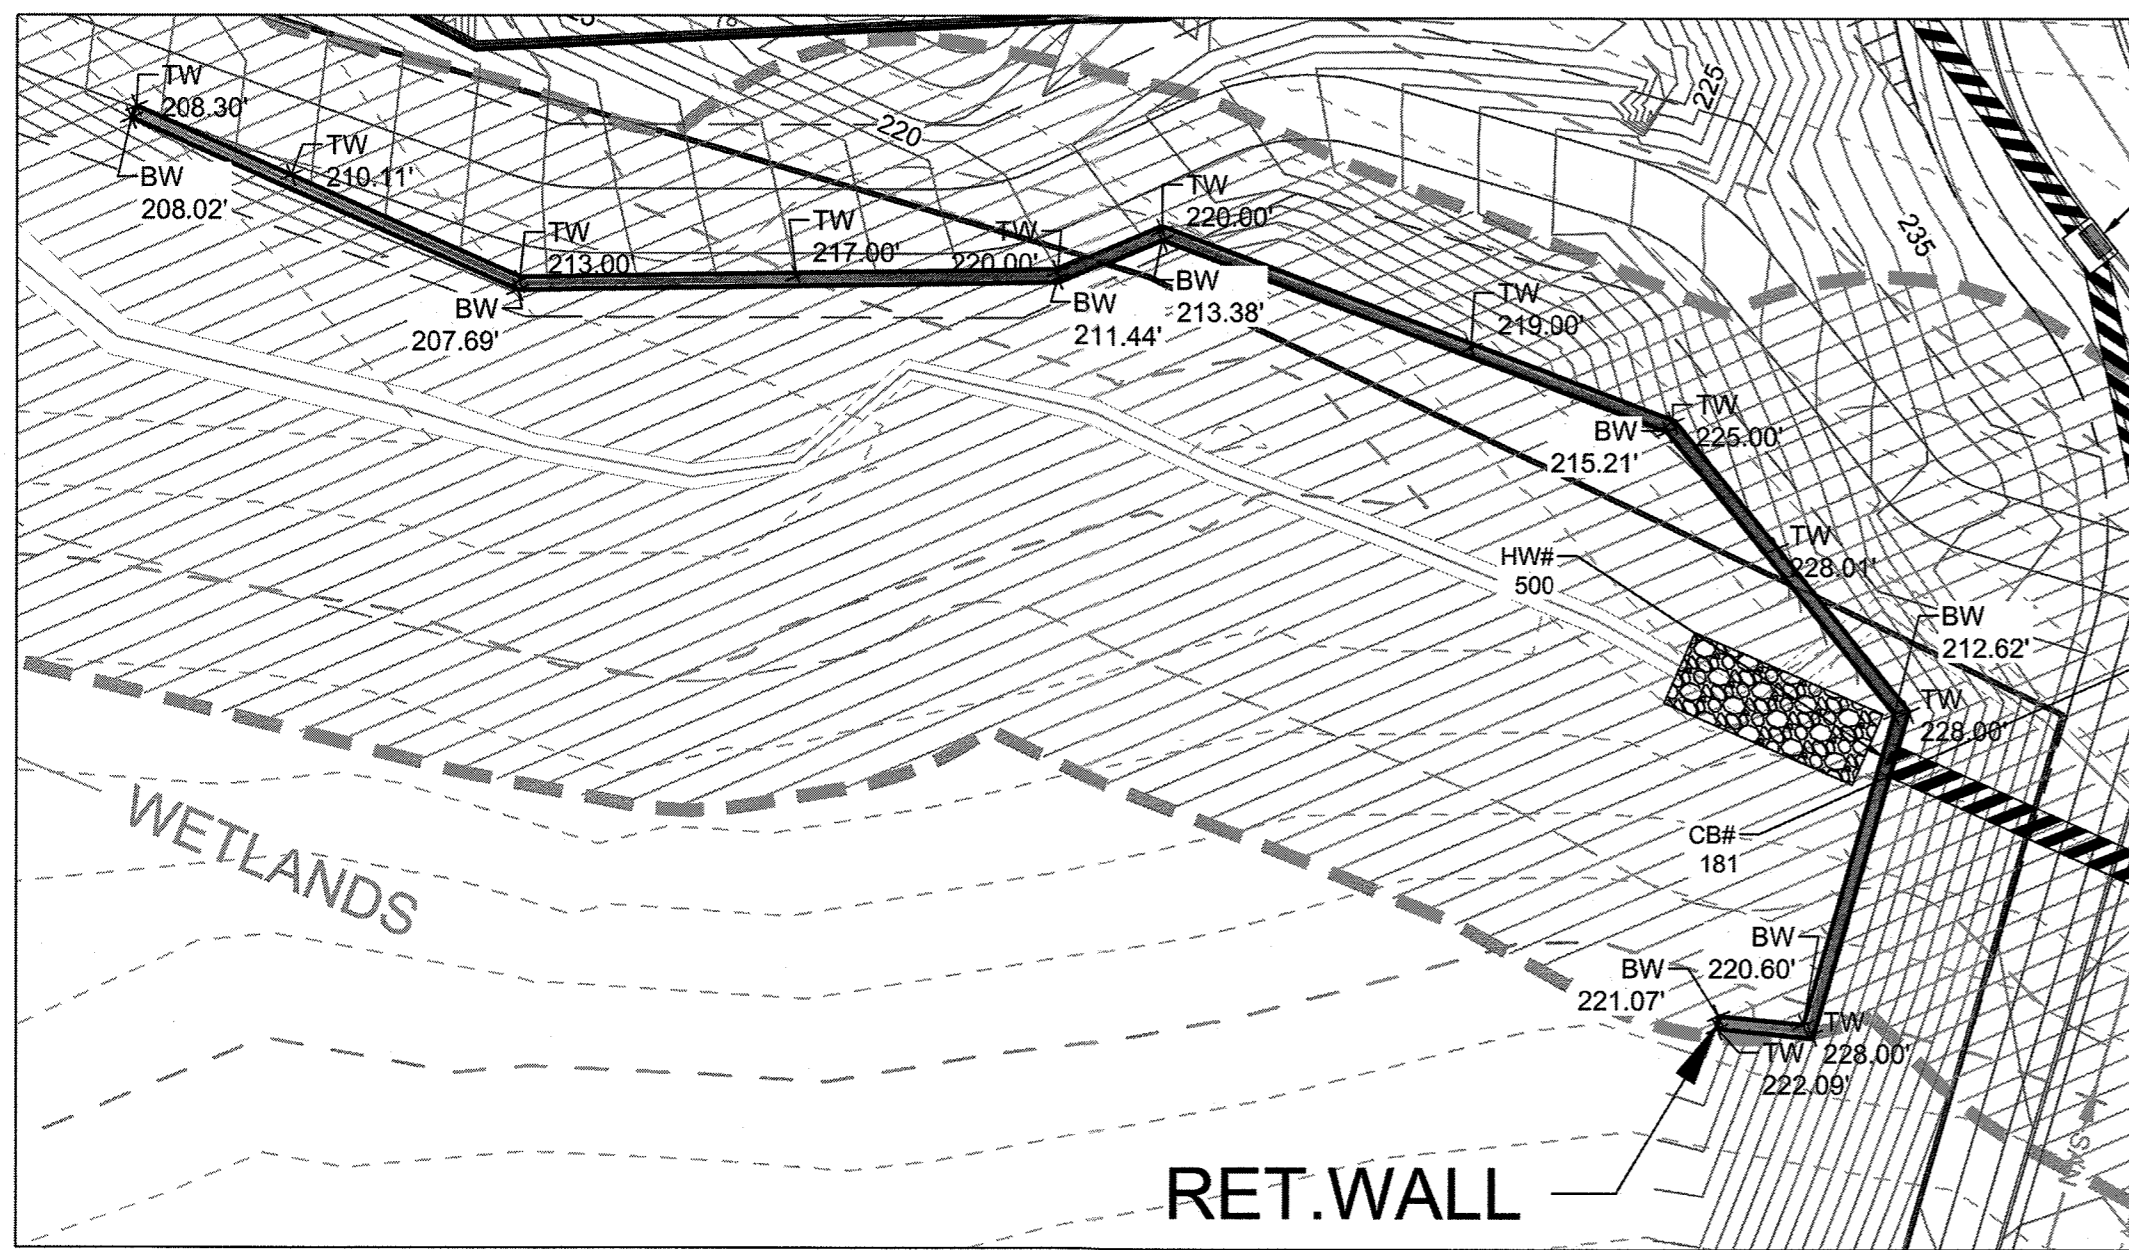 TW
208.30'
BW
208.02'
TW
210.11'
TW
213.00'
BW
207.69'
TW
217.00'
TW
220.00'
BW
211.44'
TW
220.00'
BW
213.38'
220
225
235
TW
219.00'
TW
225.00'
BW
215.21'
TW
228.01'
HW#
500
BW
212.62'
TW
228.00'
CB#
181
BW
220.60'
BW
221.07'
TW
228.00'
TW
222.09'
WETLANDS
RET.WALL